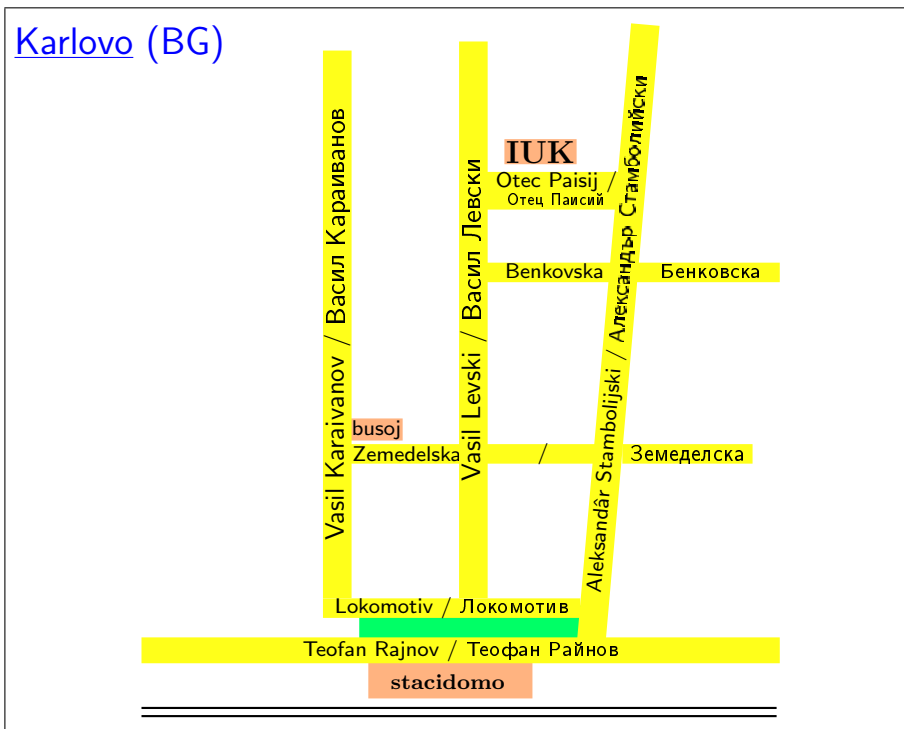 Karlovo (BG)
Vasil Karaivanov / Васил Караиванов
Vasil Levski / Васил Левски
Aleksandâr Stambolijski / Александър Стамболийски
IUK
Otec Paisij /
Отец Паисий
Benkovska Бенковска
busoj
Zemedelska / Земеделска
Lokomotiv / Локомотив
Teofan Rajnov / Теофан Райнов
stacidomo